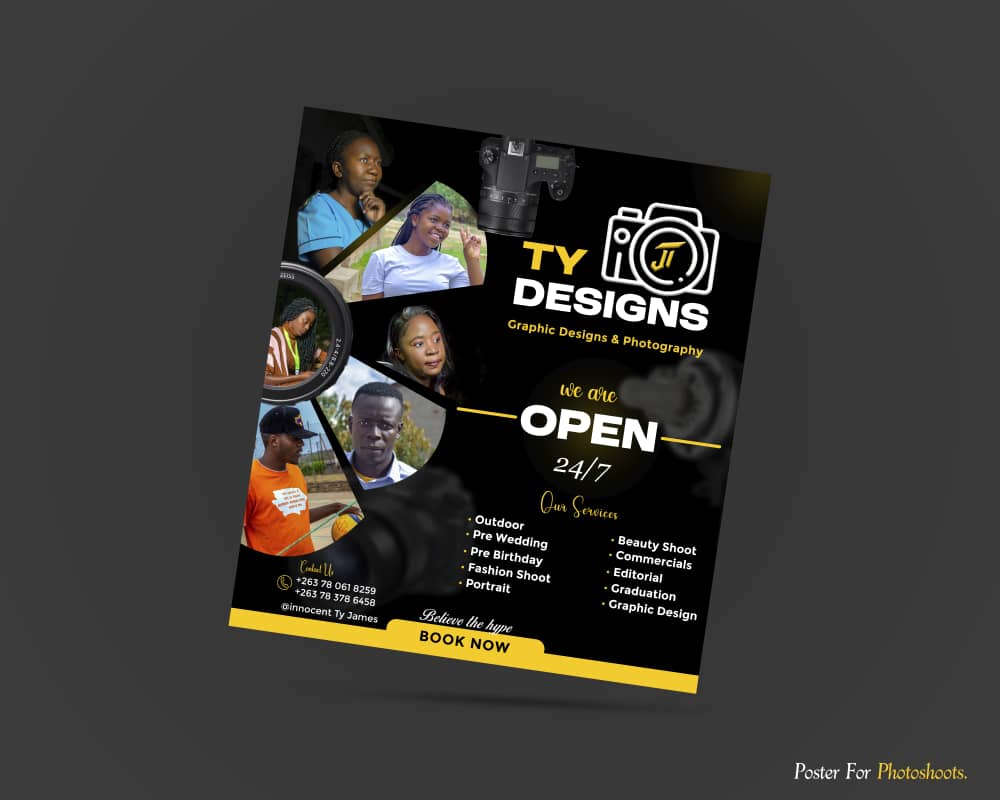 TY
DESIGNS
Graphic Designs & Photography
we are
OPEN
24/7
Our Services
• Outdoor
• Pre Wedding
• Pre Birthday
• Fashion Shoot
• Portrait
• Beauty Shoot
• Commercials
• Editorial
• Graduation
• Graphic Design
Contact Us
+263 78 061 8259
+263 78 378 6458
@innocent Ty James
Believe the hype
BOOK NOW
Poster For Photoshoots.